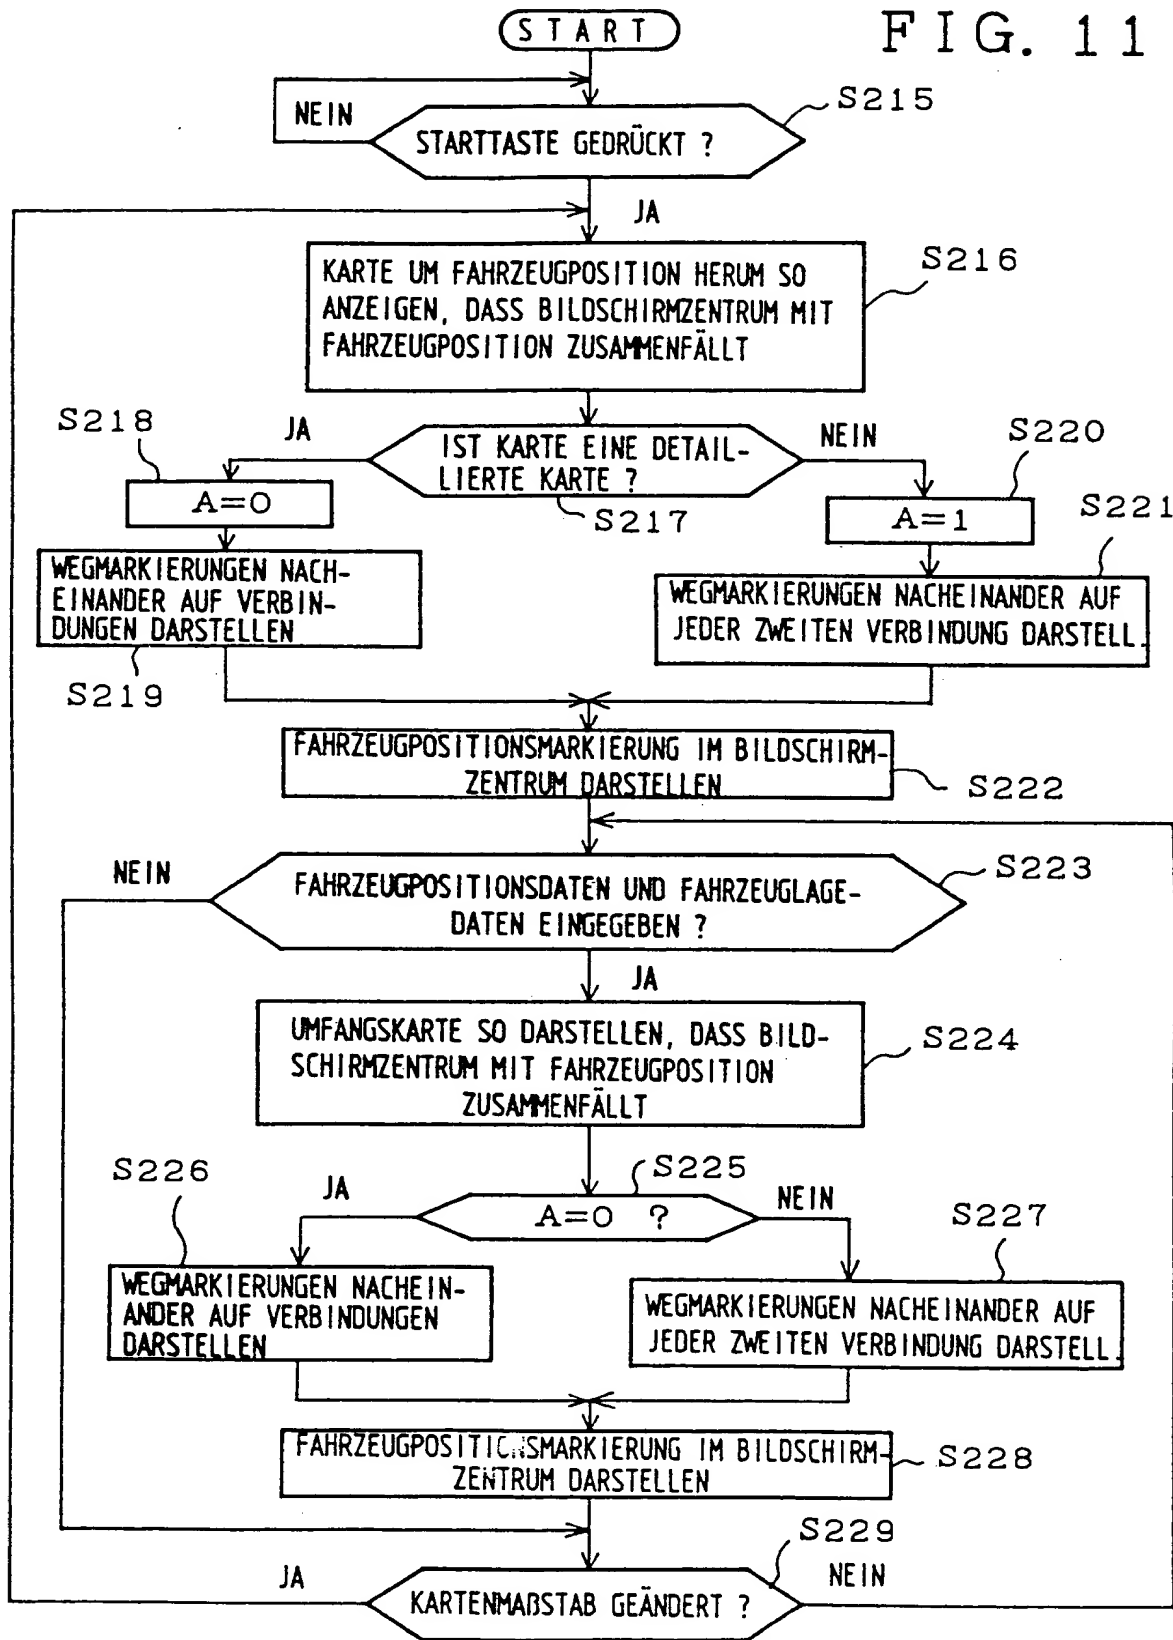 START
FIG. 11
NEIN
S215
STARTTASTE GEDRÜCKT ?
JA
S216
KARTE UM FAHRZEUGPOSITION HERUM SO
ANZEIGEN, DASS BILDSCHIRMZENTRUM MIT
FAHRZEUGPOSITION ZUSAMMENFÄLLT
S218
JA
IST KARTE EINE DETAIL-
LIERTE KARTE ?
NEIN
S220
S217
A=0
A=1
S221
WEGMARKIERUNGEN NACH-
EINANDER AUF VERBIN-
DUNGEN DARSTELLEN
WEGMARKIERUNGEN NACHEINANDER AUF
JEDER ZWEITEN VERBINDUNG DARSTELL.
S219
FAHRZEUGPOSITIONSMARKIERUNG IM BILDSCHIRM-
ZENTRUM DARSTELLEN
S222
NEIN
S223
FAHRZEUGPOSITIONSDATEN UND FAHRZEUGLAGE-
DATEN EINGEGEBEN ?
JA
UMFANGSKARTE SO DARSTELLEN, DASS BILD-
SCHIRMZENTRUM MIT FAHRZEUGPOSITION
ZUSAMMENFÄLLT
S224
S226
JA
S225
A=0 ?
NEIN
S227
WEGMARKIERUNGEN NACHEIN-
ANDER AUF VERBINDUNGEN
DARSTELLEN
WEGMARKIERUNGEN NACHEINANDER AUF
JEDER ZWEITEN VERBINDUNG DARSTELL.
FAHRZEUGPOSITIONSMARKIERUNG IM BILDSCHIRM-
ZENTRUM DARSTELLEN
S228
S229
JA
KARTENMAßSTAB GEÄNDERT ?
NEIN